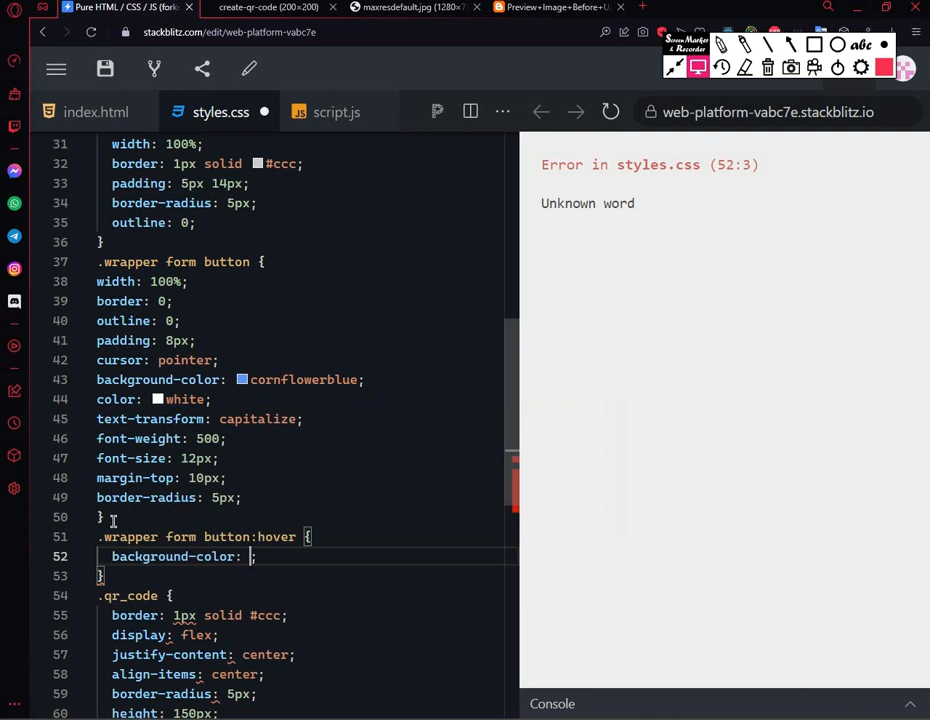 Pure HTML / CSS / JS (fork
create-qr-code (200×200)
maxresdefault.jpg (1280×7
Preview+Image+Before+U
stackblitz.com/edit/web-platform-vabc7e
Screen Marker
& Recorder
abc
index.html
styles.css
JS script.js
web-platform-vabc7e.stackblitz.io
31 width: 100%;
32 border: 1px solid #ccc;
33 padding: 5px 14px;
34 border-radius: 5px;
35 outline: 0;
36 }
37 .wrapper form button {
38 width: 100%;
39 border: 0;
40 outline: 0;
41 padding: 8px;
42 cursor: pointer;
43 background-color: cornflowerblue;
44 color: white;
45 text-transform: capitalize;
46 font-weight: 500;
47 font-size: 12px;
48 margin-top: 10px;
49 border-radius: 5px;
50 }
51 .wrapper form button:hover {
52 background-color: ;
53 }
54 .qr_code {
55 border: 1px solid #ccc;
56 display: flex;
57 justify-content: center;
58 align-items: center;
59 border-radius: 5px;
60 height: 150px;
Error in styles.css (52:3)
Unknown word
Console